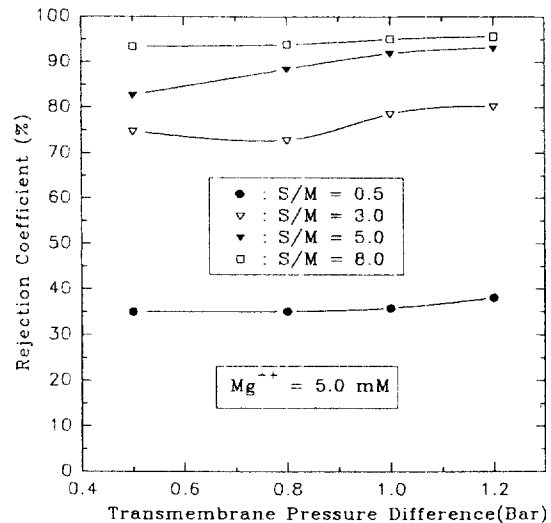 100
90
80
70
60
50
40
30
20
10
0
Rejection Coefficient (%)
● : S/M = 0.5
▽ : S/M = 3.0
▼ : S/M = 5.0
□ : S/M = 8.0
Mg⁺⁺ = 5.0 mM
0.4 0.6 0.8 1.0 1.2
Transmembrane Pressure Difference(Bar)